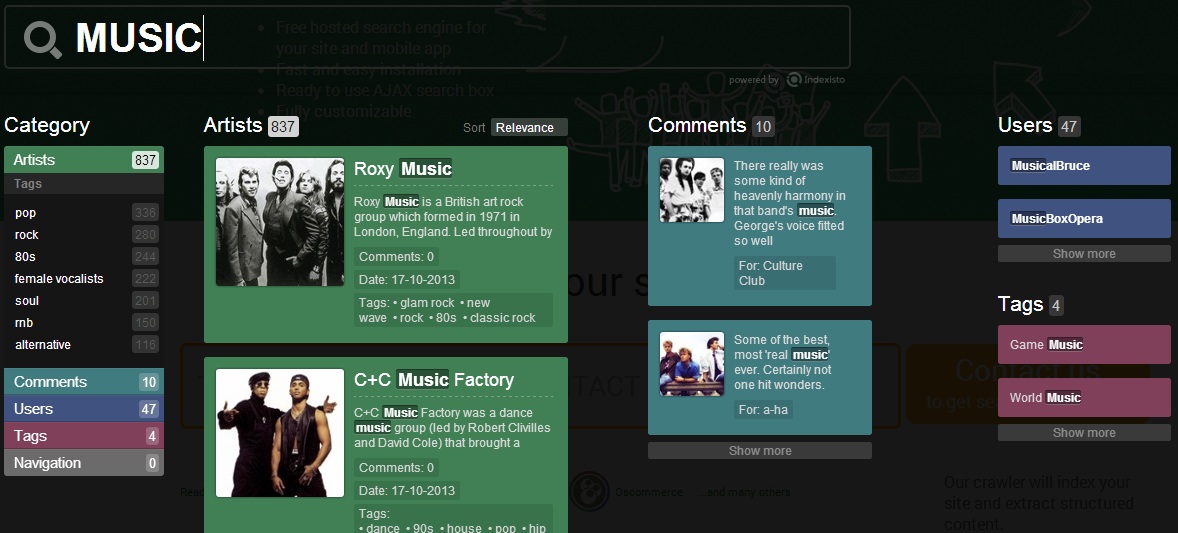 MUSIC
Free hosted search engine for
your site and mobile app
Fast and easy installation
Ready to use AJAX search box
Fully customizable
powered by Indexisto
Category
Artists 837
Tags
pop 336
rock 280
80s 244
female vocalists 222
soul 201
rnb 150
alternative 116
Comments 10
Users 47
Tags 4
Navigation 0
Artists 837
Sort Relevance
Roxy Music
Roxy Music is a British art rock
group which formed in 1971 in
London, England. Led throughout by
Comments: 0
Date: 17-10-2013
Tags: • glam rock • new
wave • rock • 80s • classic rock
C+C Music Factory
C+C Music Factory was a dance
music group (led by Robert Clivilles
and David Cole) that brought a
Comments: 0
Date: 17-10-2013
Tags:
• dance • 90s • house • pop • hip
Comments 10
There really was
some kind of
heavenly harmony in
that band's music.
George's voice fitted
so well
For: Culture
Club
Some of the best,
most 'real music'
ever. Certainly not
one hit wonders.
For: a-ha
Show more
Users 47
MusicalBruce
MusicBoxOpera
Show more
Tags 4
Game Music
World Music
Show more
Contact us
Oscommerce
...and many others
Our crawler will index your
site and extract structured
content.